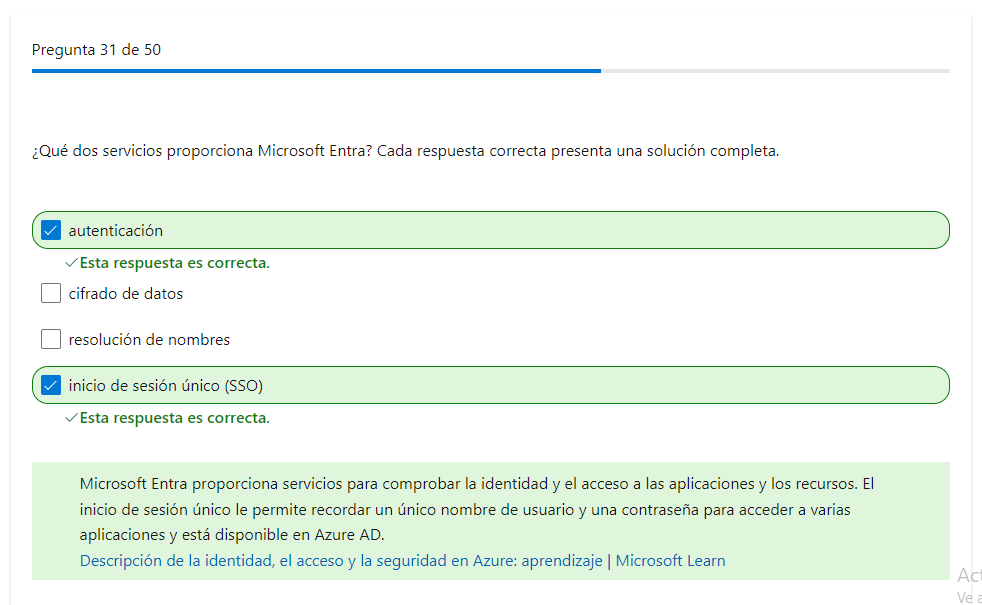 Pregunta 31 de 50
¿Qué dos servicios proporciona Microsoft Entra? Cada respuesta correcta presenta una solución completa.
autenticación
Esta respuesta es correcta.
cifrado de datos
resolución de nombres
inicio de sesión único (SSO)
Esta respuesta es correcta.
Microsoft Entra proporciona servicios para comprobar la identidad y el acceso a las aplicaciones y los recursos. El
inicio de sesión único le permite recordar un único nombre de usuario y una contraseña para acceder a varias
aplicaciones y está disponible en Azure AD.
Descripción de la identidad, el acceso y la seguridad en Azure: aprendizaje | Microsoft Learn
Act
Ve a